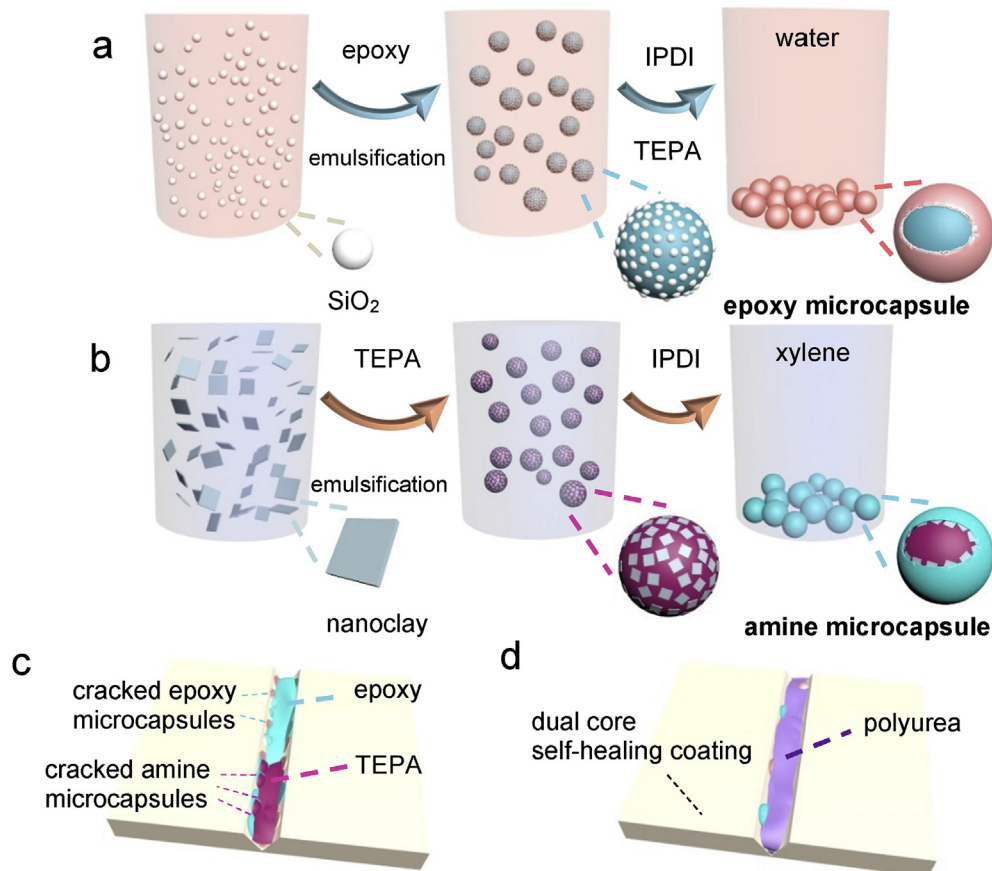 a
epoxy
emulsification
IPDI
TEPA
water
SiO₂
epoxy microcapsule
b
TEPA
emulsification
IPDI
xylene
nanoclay
amine microcapsule
c
cracked epoxy
microcapsules
epoxy
cracked amine
microcapsules
TEPA
d
dual core
self-healing coating
polyurea